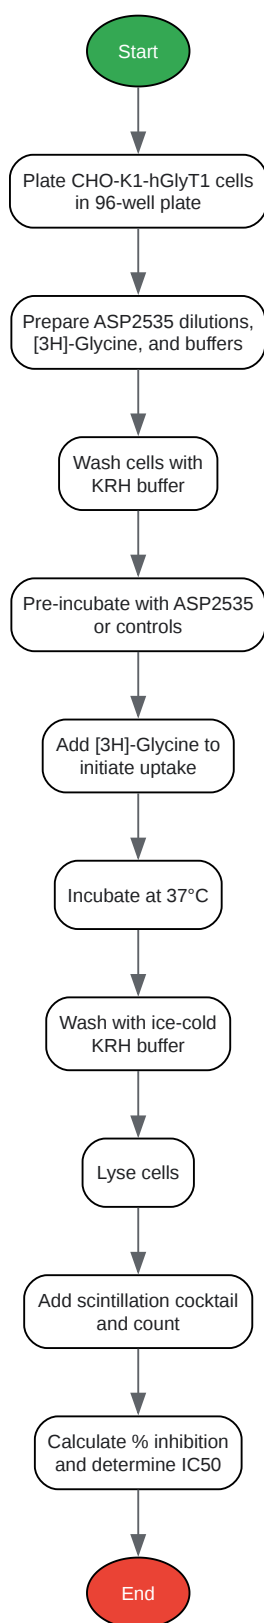 Start
Plate CHO-K1-hGlyT1 cells
in 96-well plate
Prepare ASP2535 dilutions,
[3H]-Glycine, and buffers
Wash cells with
KRH buffer
Pre-incubate with ASP2535
or controls
Add [3H]-Glycine to
initiate uptake
Incubate at 37°C
Wash with ice-cold
KRH buffer
Lyse cells
Add scintillation cocktail
and count
Calculate % inhibition
and determine IC50
End